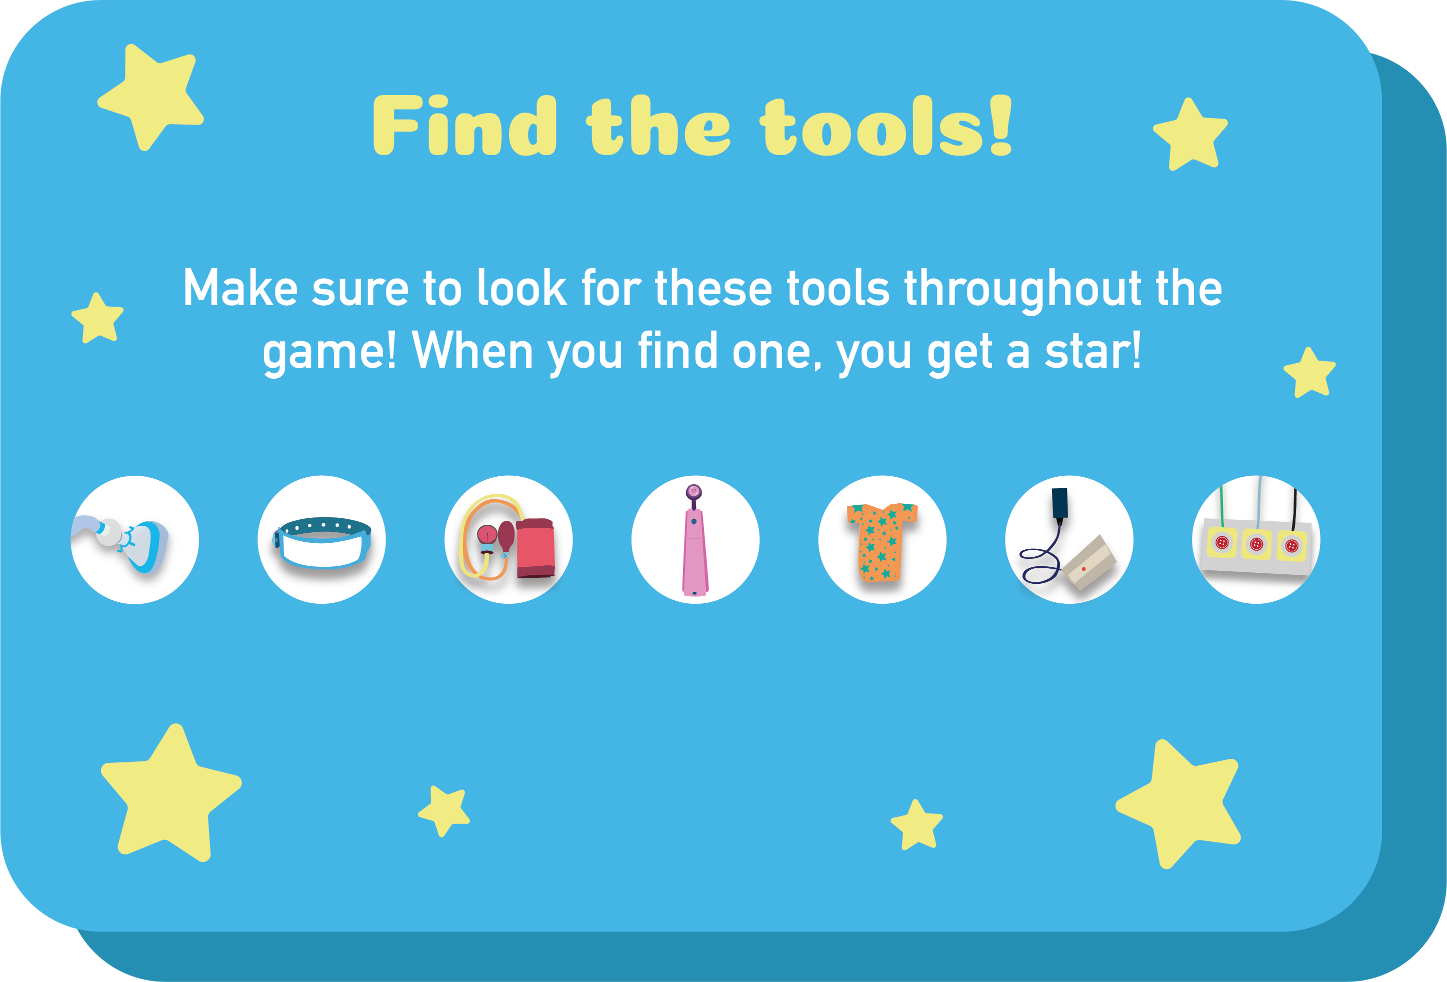 Find the tools!
Make sure to look for these tools throughout the
game! When you find one, you get a star!